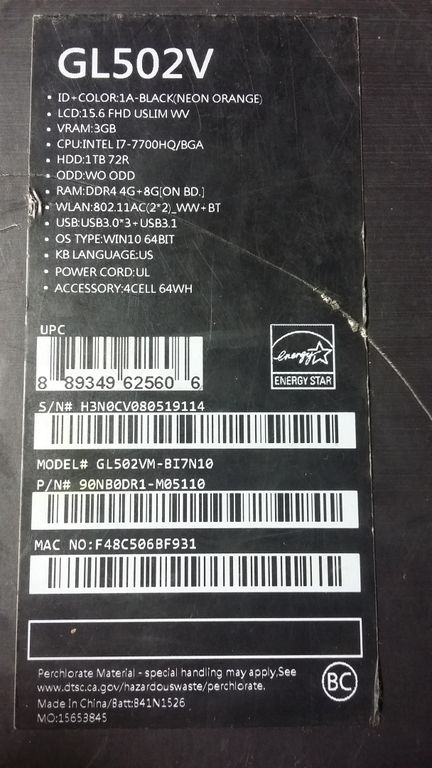 GL502V
• ID+COLOR:1A-BLACK(NEON ORANGE)
• LCD:15.6 FHD USLIM WV
• VRAM:3GB
• CPU:INTEL I7-7700HQ/BGA
• HDD:1TB 72R
• ODD:WO ODD
• RAM:DDR4 4G+8G[ON BD.]
• WLAN:802.11AC(2*2)_WW+BT
• USB:USB3.0*3+USB3.1
• OS TYPE:WIN10 64BIT
• KB LANGUAGE:US
• POWER CORD:UL
• ACCESSORY:4CELL 64WH
UPC
8 89349 62560 6
energy
ENERGY STAR
S/N# H3N0CV080519114
MODEL# GL502VM-BI7N10
P/N# 90NB0DR1-M05110
MAC NO:F48C506BF931
Perchlorate Material - special handling may apply.See
www.dtsc.ca.gov/hazardouswaste/perchlorate.
Made In China/Batt:B41N1526
MO:15653845
BC